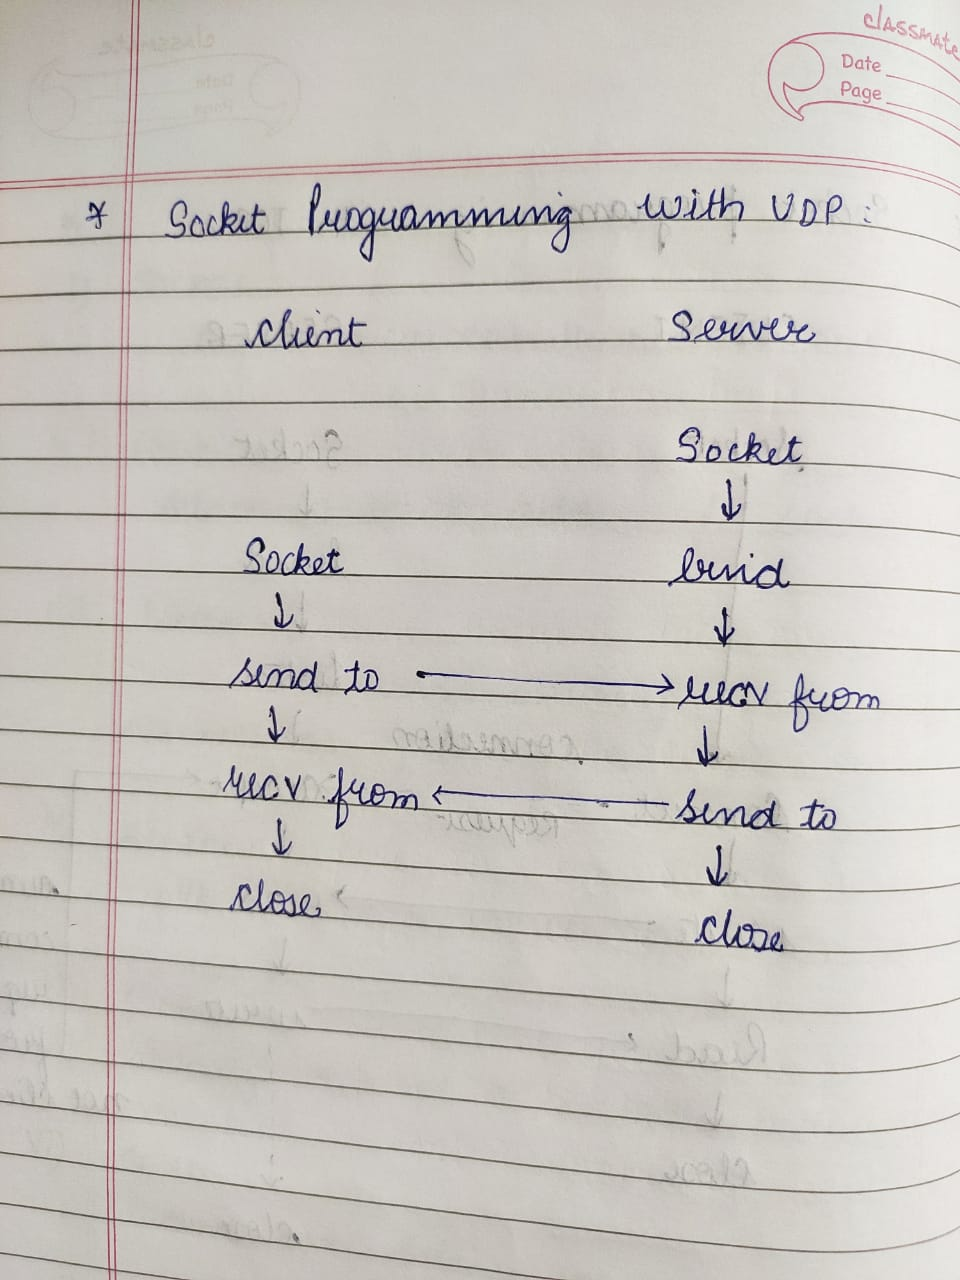 classmate
Date
Page
* Socket Programming with UDP :
Client Server
Socket
↓
Socket bind
↓ ↓
send to → recv from
↓ ↓
recv from ← send to
↓ ↓
close close